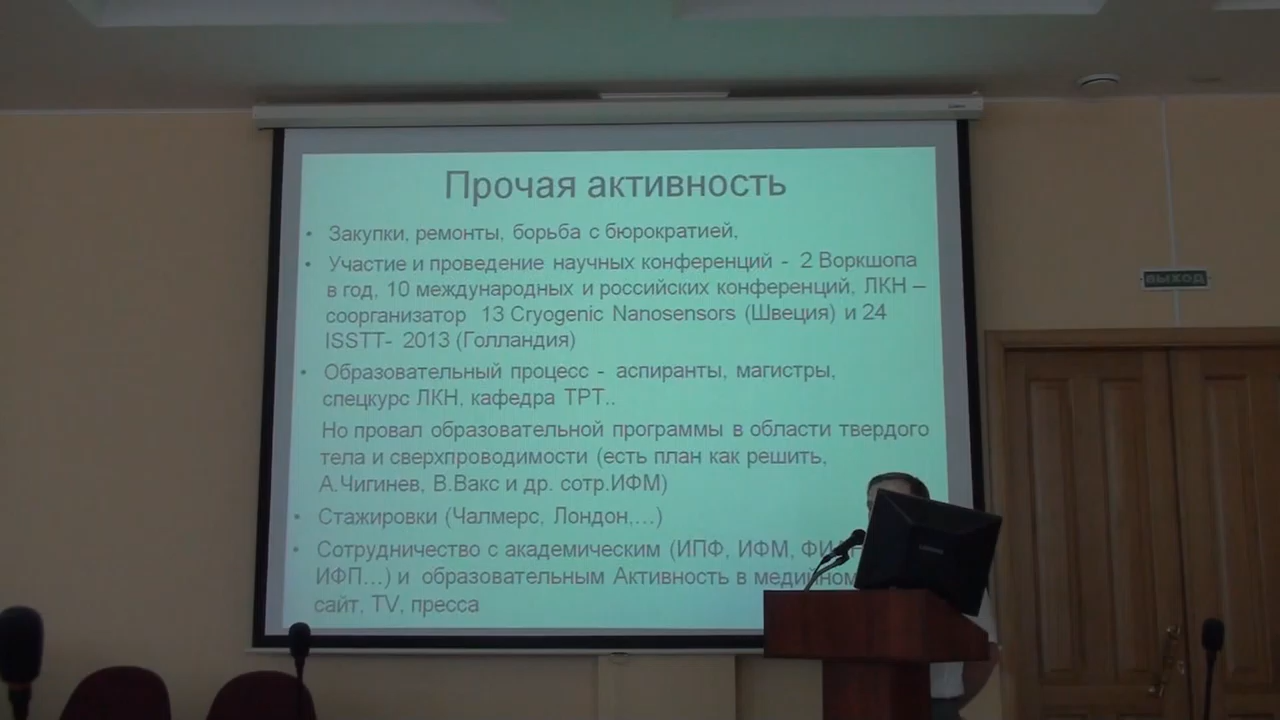 Прочая активность
• Закупки, ремонты, борьба с бюрократией,
• Участие и проведение научных конференций - 2 Воркшопа
в год, 10 международных и российских конференций, ЛКН –
соорганизатор 13 Cryogenic Nanosensors (Швеция) и 24
ISSTT- 2013 (Голландия)
• Образовательный процесс - аспиранты, магистры,
спецкурс ЛКН, кафедра ТРТ..
Но провал образовательной программы в области твердого
тела и сверхпроводимости (есть план как решить,
А.Чигинев, В.Вакс и др. сотр.ИФМ)
• Стажировки (Чалмерс, Лондон,...)
• Сотрудничество с академическим (ИПФ, ИФМ,
ИФП...) и образовательным Активность в медийном
сайт, TV, пресса
ВЫХОД